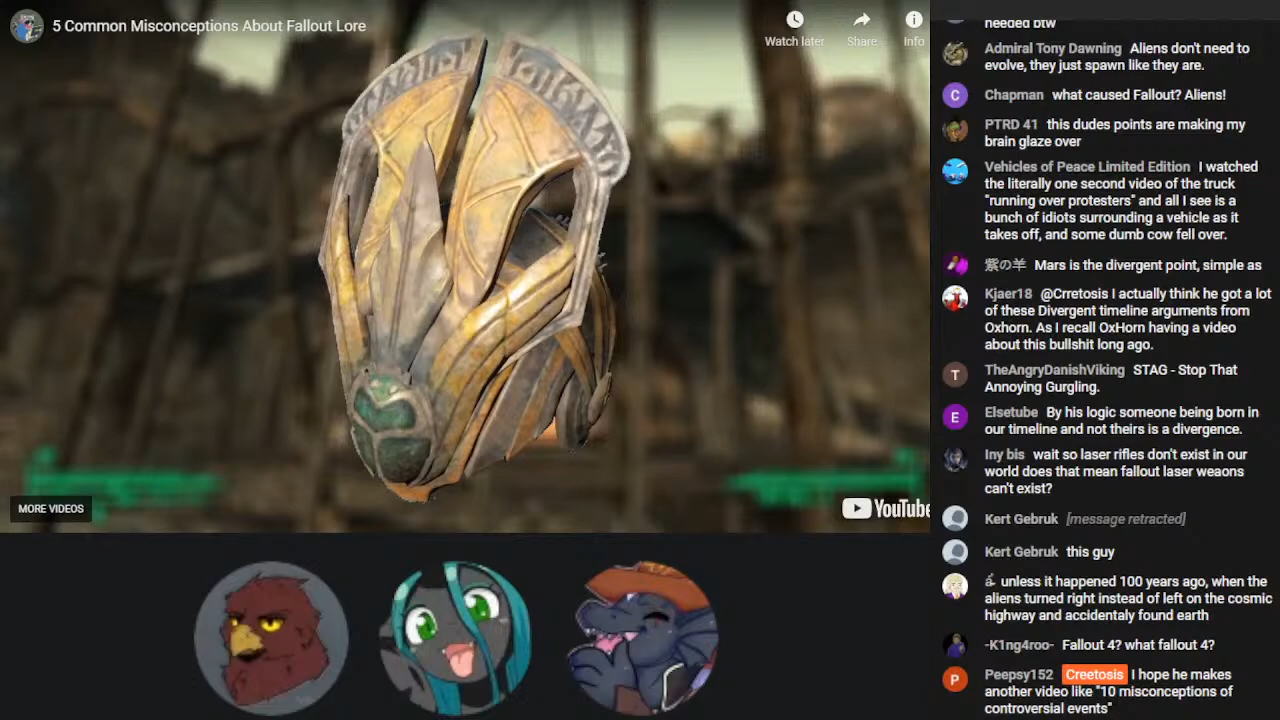 5 Common Misconceptions About Fallout Lore
Watch later
Share
Info
MORE VIDEOS
YouTube
needed btw
Admiral Tony Dawning Aliens don't need to
evolve, they just spawn like they are.
Chapman what caused Fallout? Aliens!
PTRD 41 this dudes points are making my
brain glaze over
Vehicles of Peace Limited Edition I watched
the literally one second video of the truck
"running over protesters" and all I see is a
bunch of idiots surrounding a vehicle as it
takes off, and some dumb cow fell over.
紫の羊 Mars is the divergent point, simple as
Kjaer18 @Crretosis I actually think he got a lot
of these Divergent timeline arguments from
Oxhorn. As I recall OxHorn having a video
about this bullshit long ago.
TheAngryDanishViking STAG - Stop That
Annoying Gurgling.
Elsetube By his logic someone being born in
our timeline and not theirs is a divergence.
Iny bis wait so laser rifles don't exist in our
world does that mean fallout laser weaons
can't exist?
Kert Gebruk [message retracted]
Kert Gebruk this guy
unless it happened 100 years ago, when the
aliens turned right instead of left on the cosmic
highway and accidentaly found earth
-K1ng4roo- Fallout 4? what fallout 4?
Peepsy152 Creetosis I hope he makes
another video like "10 misconceptions of
controversial events"